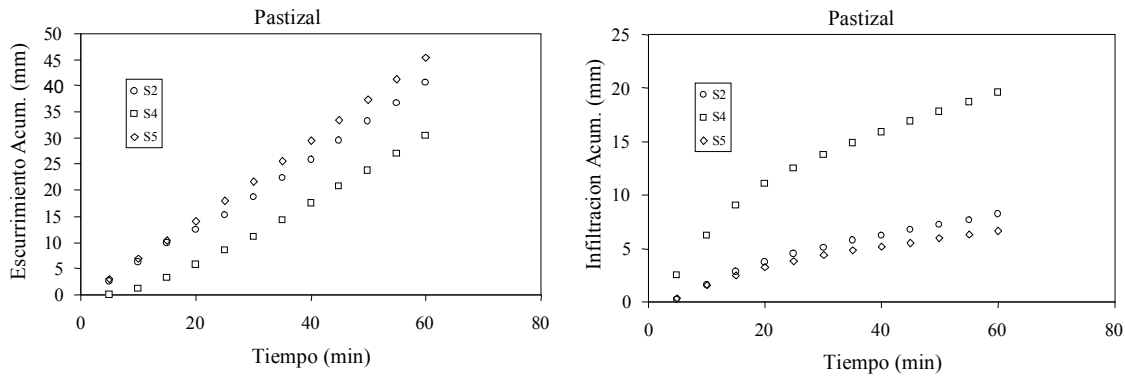 Pastizal
Escurrimiento Acum. (mm)
50
45
40
35
30
25
20
15
10
5
0
S2
S4
S5
0 20 40 60 80
Tiempo (min)
Pastizal
Infiltracion Acum. (mm)
25
20
15
10
5
0
S2
S4
S5
0 20 40 60 80
Tiempo (min)